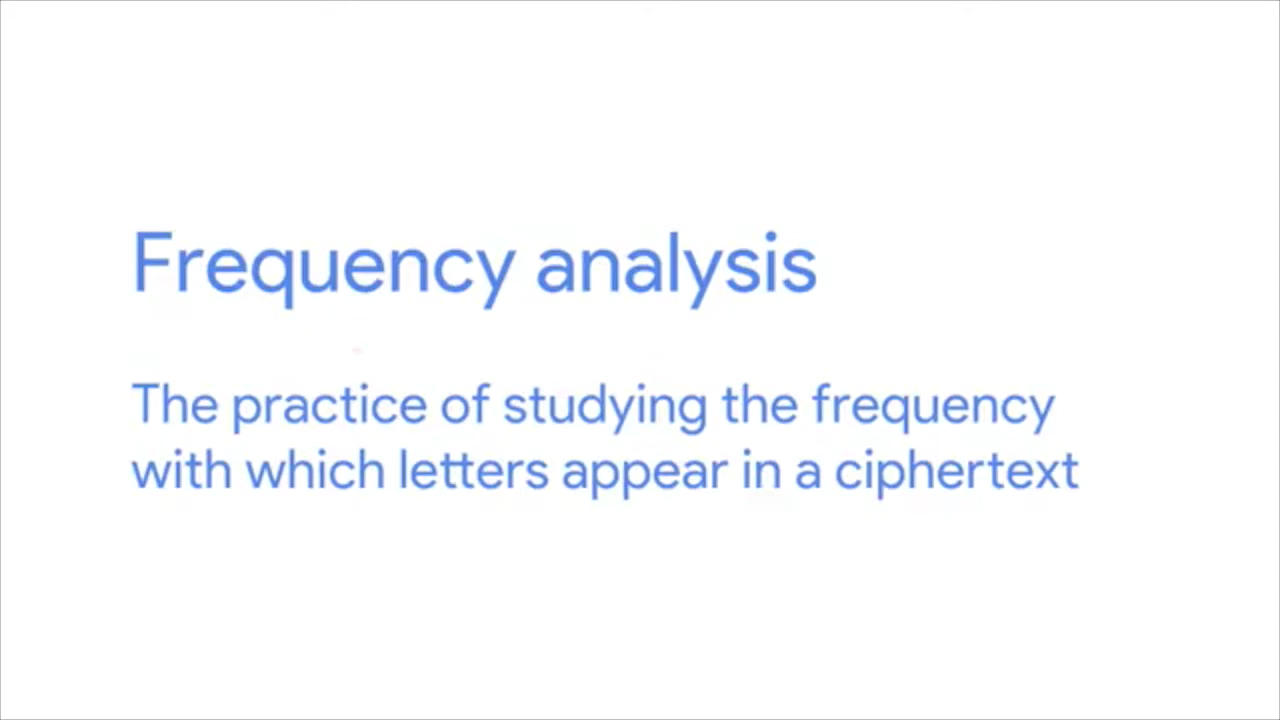 Frequency analysis
The practice of studying the frequency
with which letters appear in a ciphertext